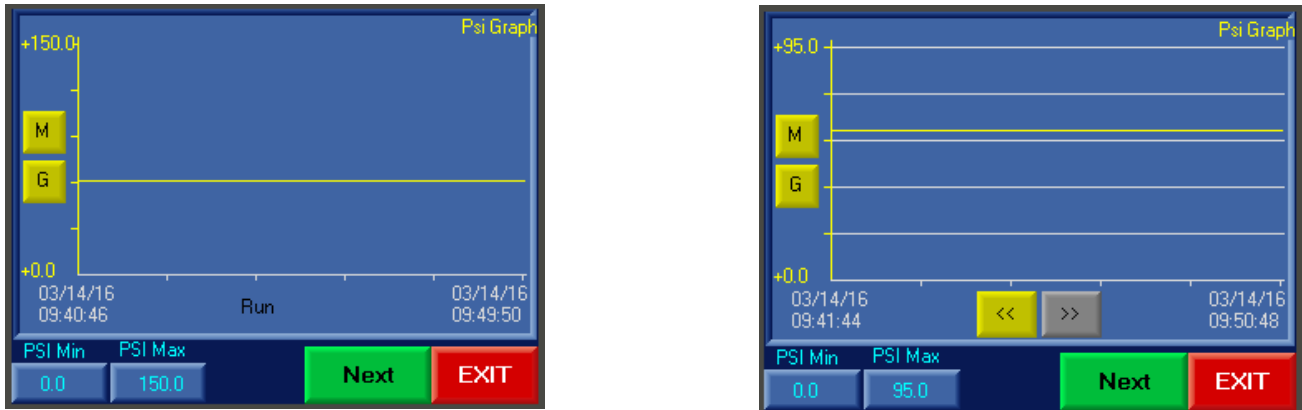 Psi Graph
+150.0
M
G
+0.0
03/14/16
09:40:46
Run
03/14/16
09:49:50
PSI Min
PSI Max
0.0
150.0
Next
EXIT
Psi Graph
+95.0
M
G
+0.0
03/14/16
09:41:44
<<
>>
03/14/16
09:50:48
PSI Min
PSI Max
0.0
95.0
Next
EXIT